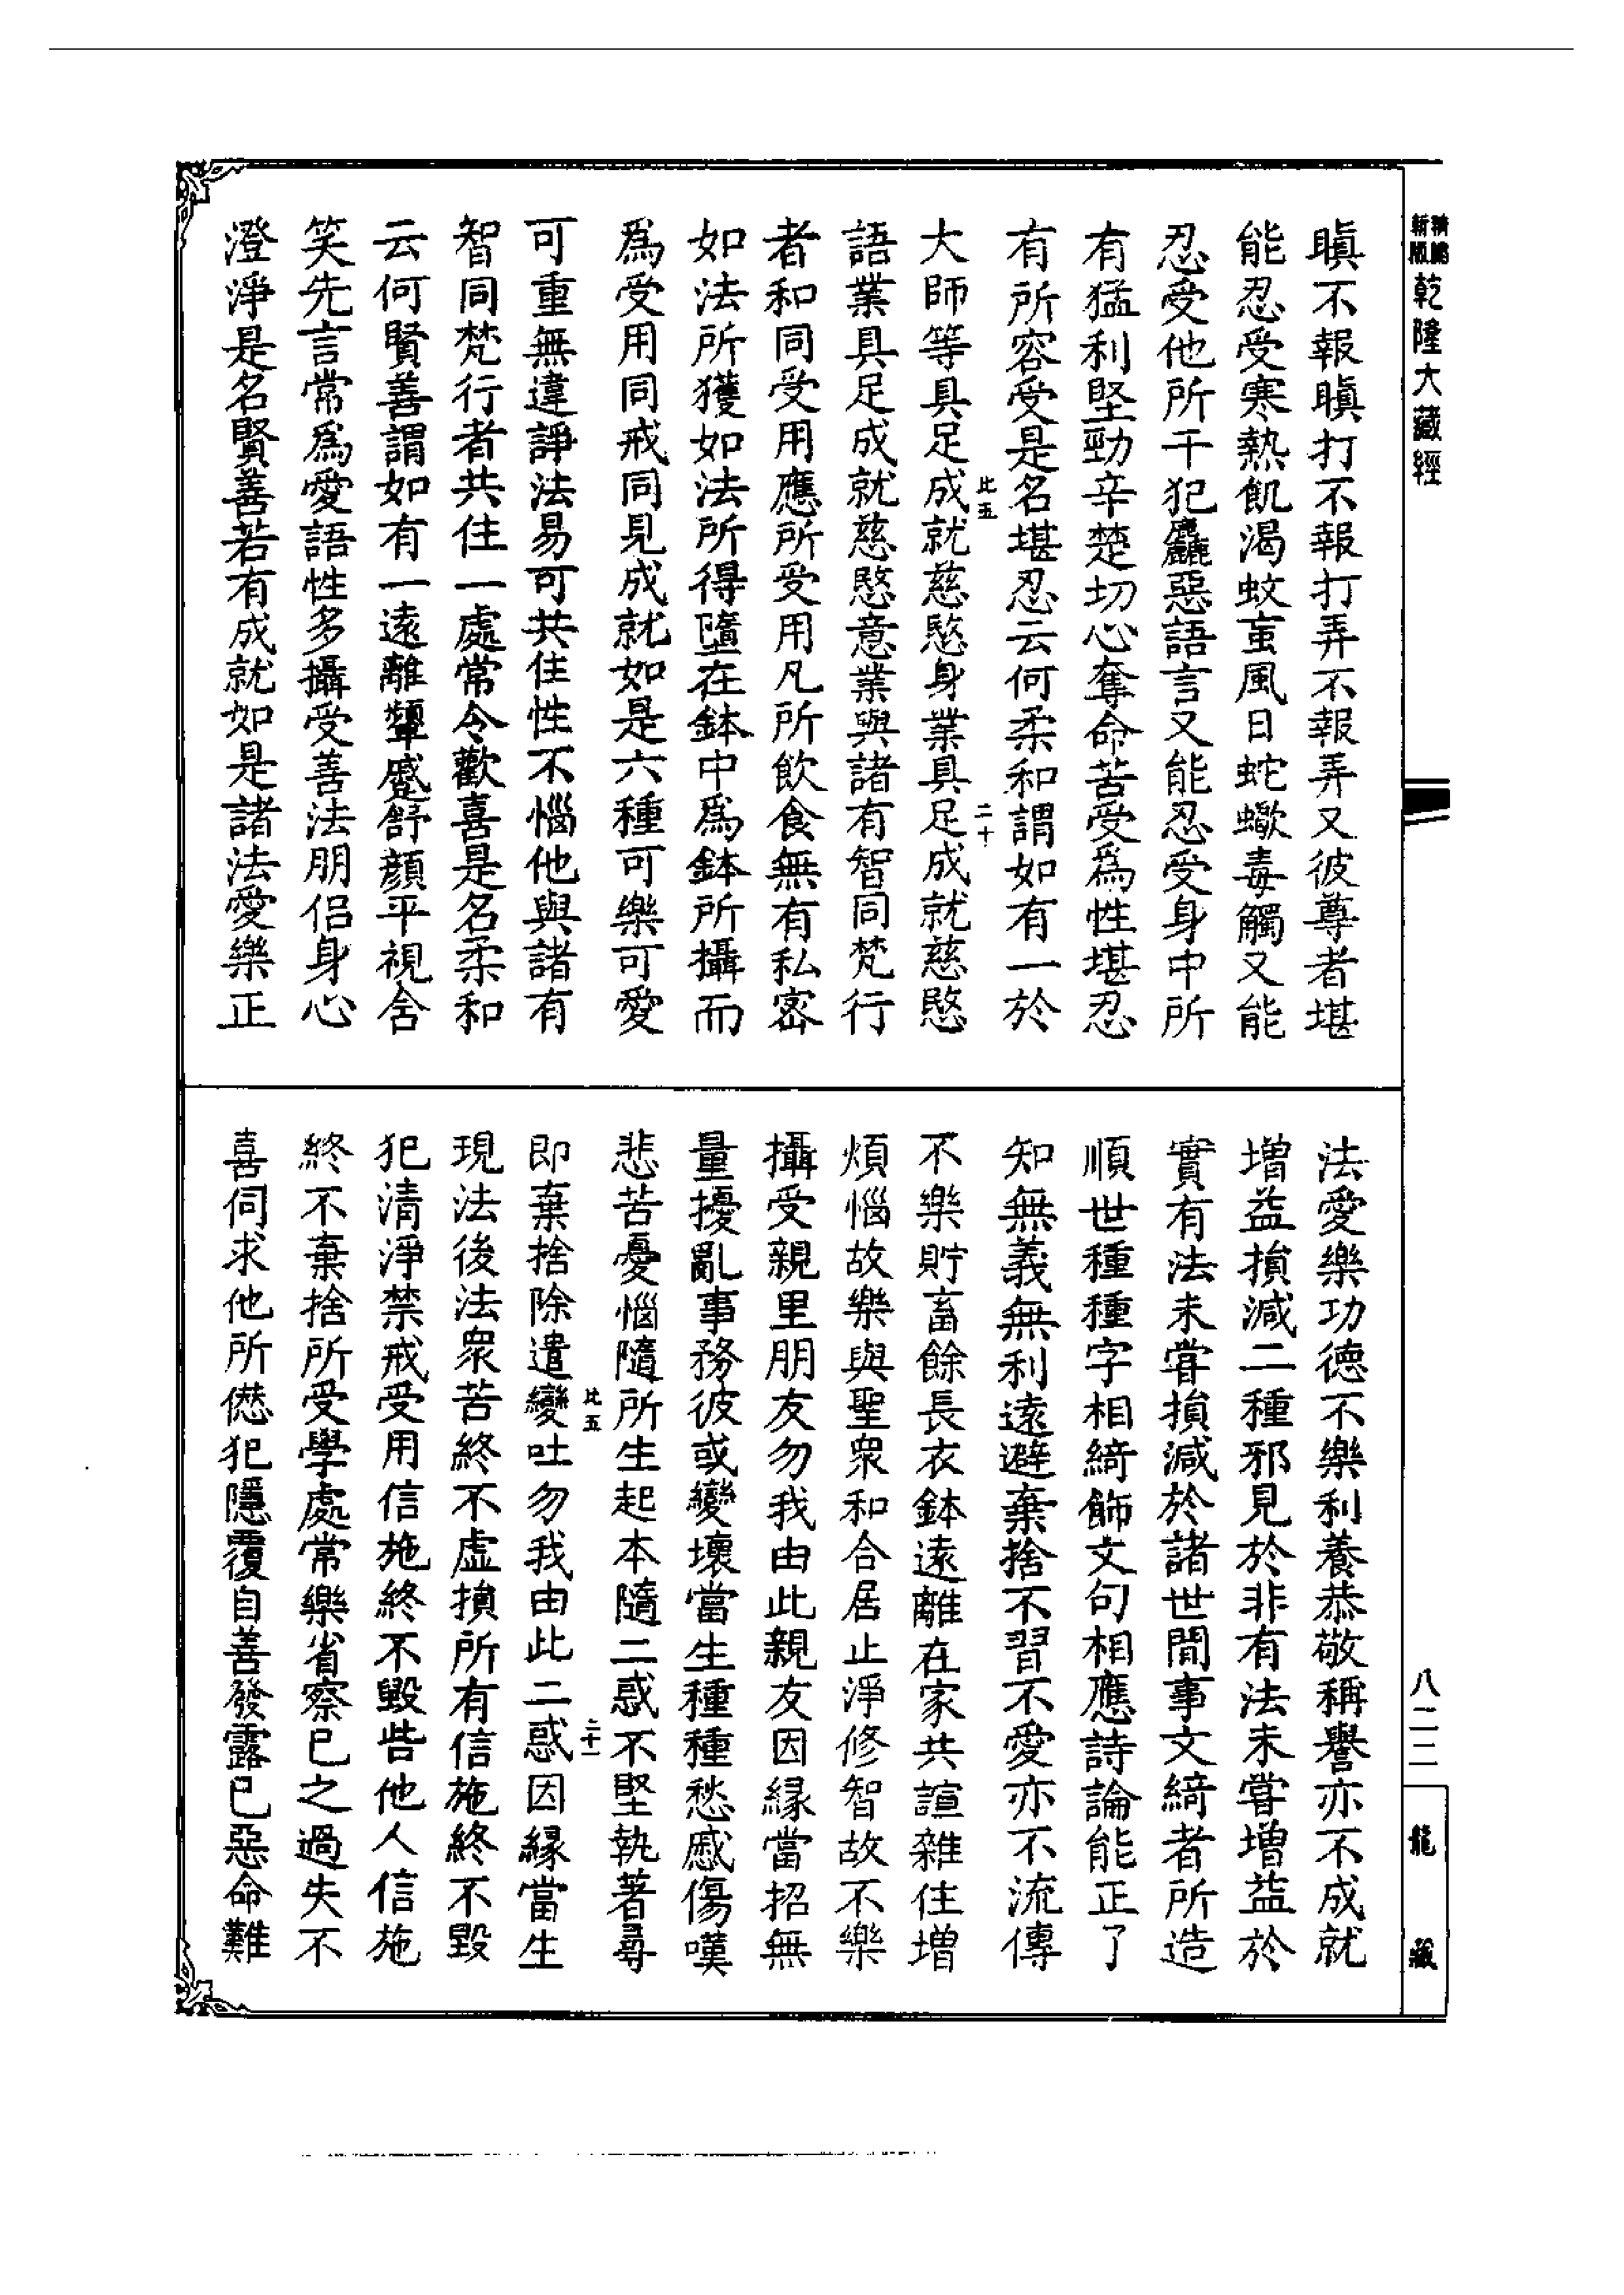 新版
精縮
乾隆大藏經
瞋不報瞋打不報打弄不報弄又彼尊者堪
能忍受寒熱飢渴蚊䖟風日蛇蠍毒觸又能
忍受他所干犯麤惡語言又能忍受身中所
有猛利堅勁辛楚切心奪命苦受為性堪忍
有所容受是名堪忍云何柔和謂如有一於
大師等具足成就慈愍身業具足成就慈愍
比五
二十
語業具足成就慈愍意業與諸有智同梵行
者和同受用應所受用凡所飲食無有私密
如法所獲如法所得墮在鉢中為鉢所攝而
為受用同戒同見成就如是六種可樂可愛
可重無違諍法易可共住性不惱他與諸有
智同梵行者共住一處常令歡喜是名柔和
云何賢善謂如有一遠離顰蹙舒顏平視含
笑先言常為愛語性多攝受善法朋侶身心
澄淨是名賢善若有成就如是諸法愛樂正
法愛樂功德不樂利養恭敬稱譽亦不成就
增益損減二種邪見於非有法未嘗增益於
實有法未嘗損減於諸世間事文綺者所造
順世種種字相綺飾文句相應詩論能正了
知無義無利遠避棄捨不習不愛亦不流傳
不樂貯畜餘長衣鉢遠離在家共諠雜住增
煩惱故樂與聖眾和合居止淨修智故不樂
攝受親里朋友勿我由此親友因緣當招無
量擾亂事務彼或變壞當生種種愁慼傷嘆
悲苦憂惱隨所生起本隨二惑不堅執著尋
即棄捨除遣變吐勿我由此二惑因緣當生
比五
二十一
現法後法眾苦終不虛損所有信施終不毀
犯清淨禁戒受用信施終不毀呰他人信施
終不棄捨所受學處常樂省察己之過失不
喜伺求他所愆犯隱覆自善發露己惡命難
八二二
龍藏